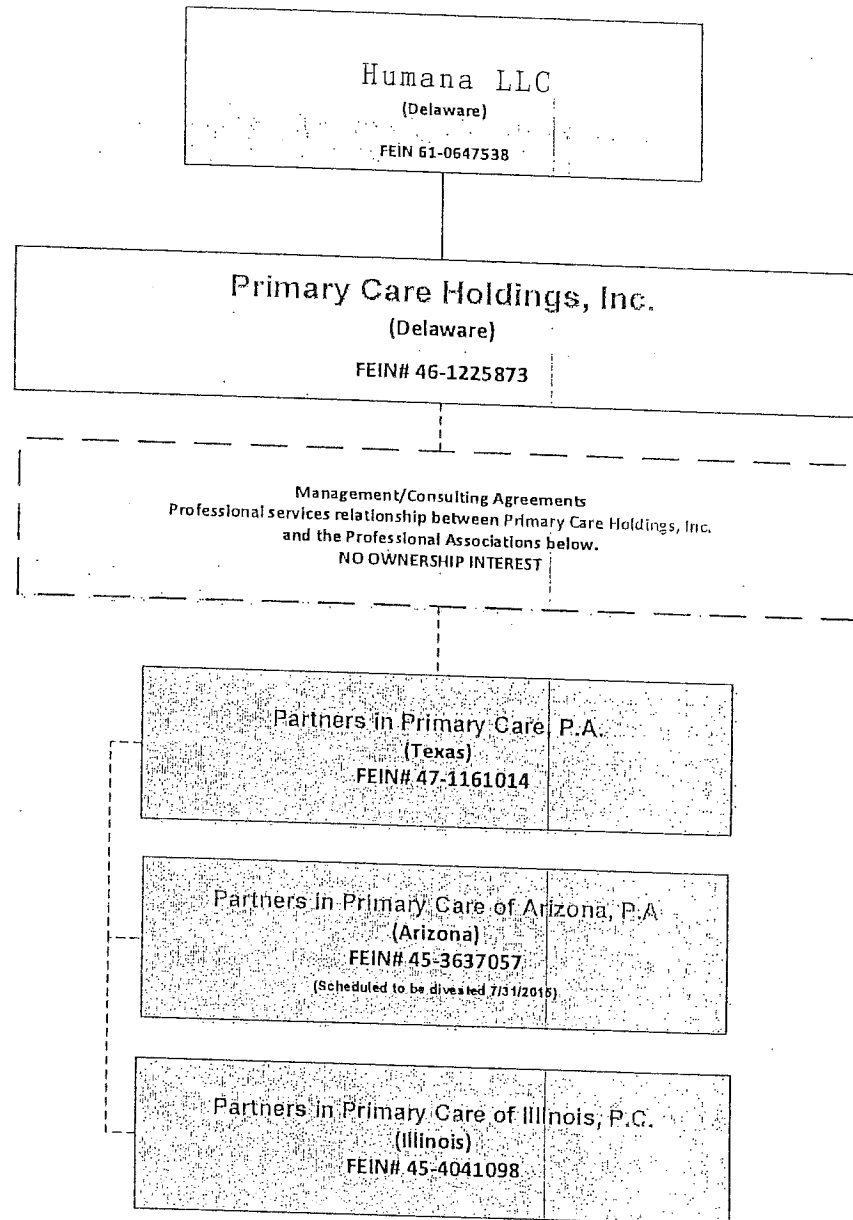 Humana LLC
(Delaware)
FEIN 61-0647538
Primary Care Holdings, Inc.
(Delaware)
FEIN# 46-1225873
Management/Consulting Agreements
Professional services relationship between Primary Care Holdings, Inc.
and the Professional Associations below.
NO OWNERSHIP INTEREST
Partners in Primary Care, P.A.
(Texas)
FEIN# 47-1161014
Partners in Primary Care of Arizona, P.A
(Arizona)
FEIN# 45-3637057
(Scheduled to be divested 7/31/2015)
Partners in Primary Care of Illinois, P.C.
(Illinois)
FEIN# 45-4041098